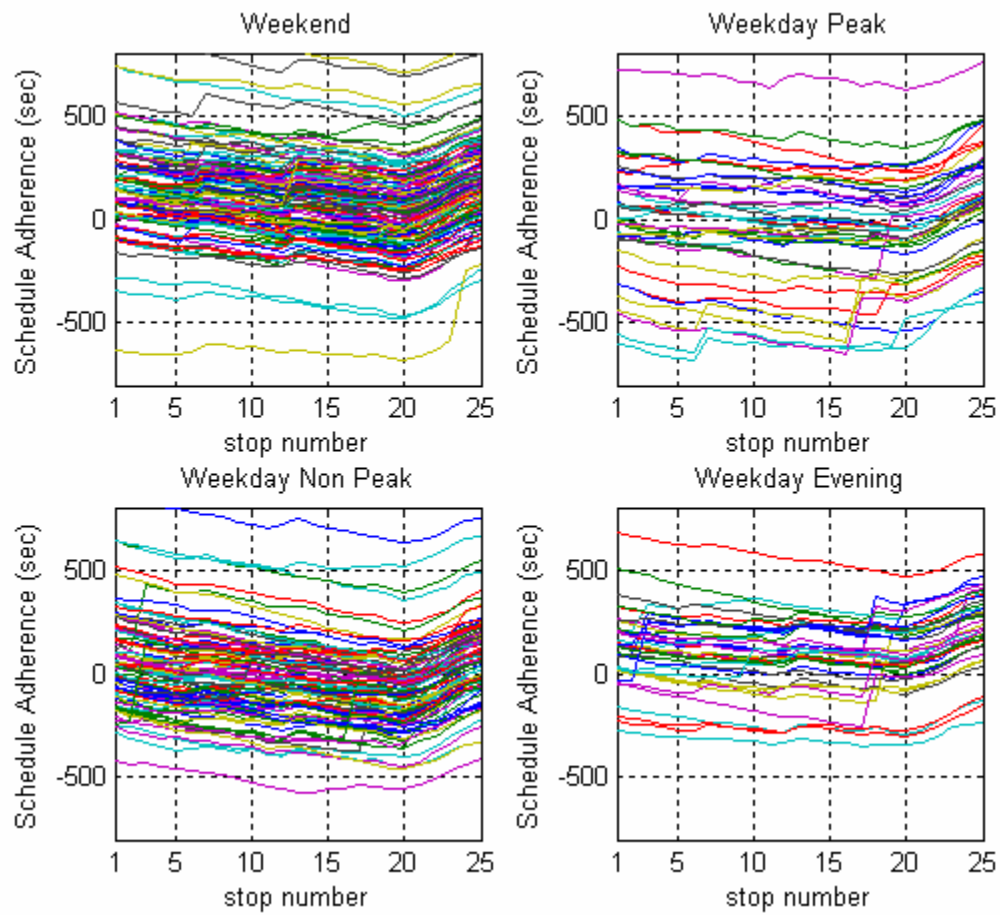 Weekend
Schedule Adherence (sec)
500
0
-500
1 5 10 15 20 25
stop number
Weekday Peak
Schedule Adherence (sec)
500
0
-500
1 5 10 15 20 25
stop number
Weekday Non Peak
Schedule Adherence (sec)
500
0
-500
1 5 10 15 20 25
stop number
Weekday Evening
Schedule Adherence (sec)
500
0
-500
1 5 10 15 20 25
stop number